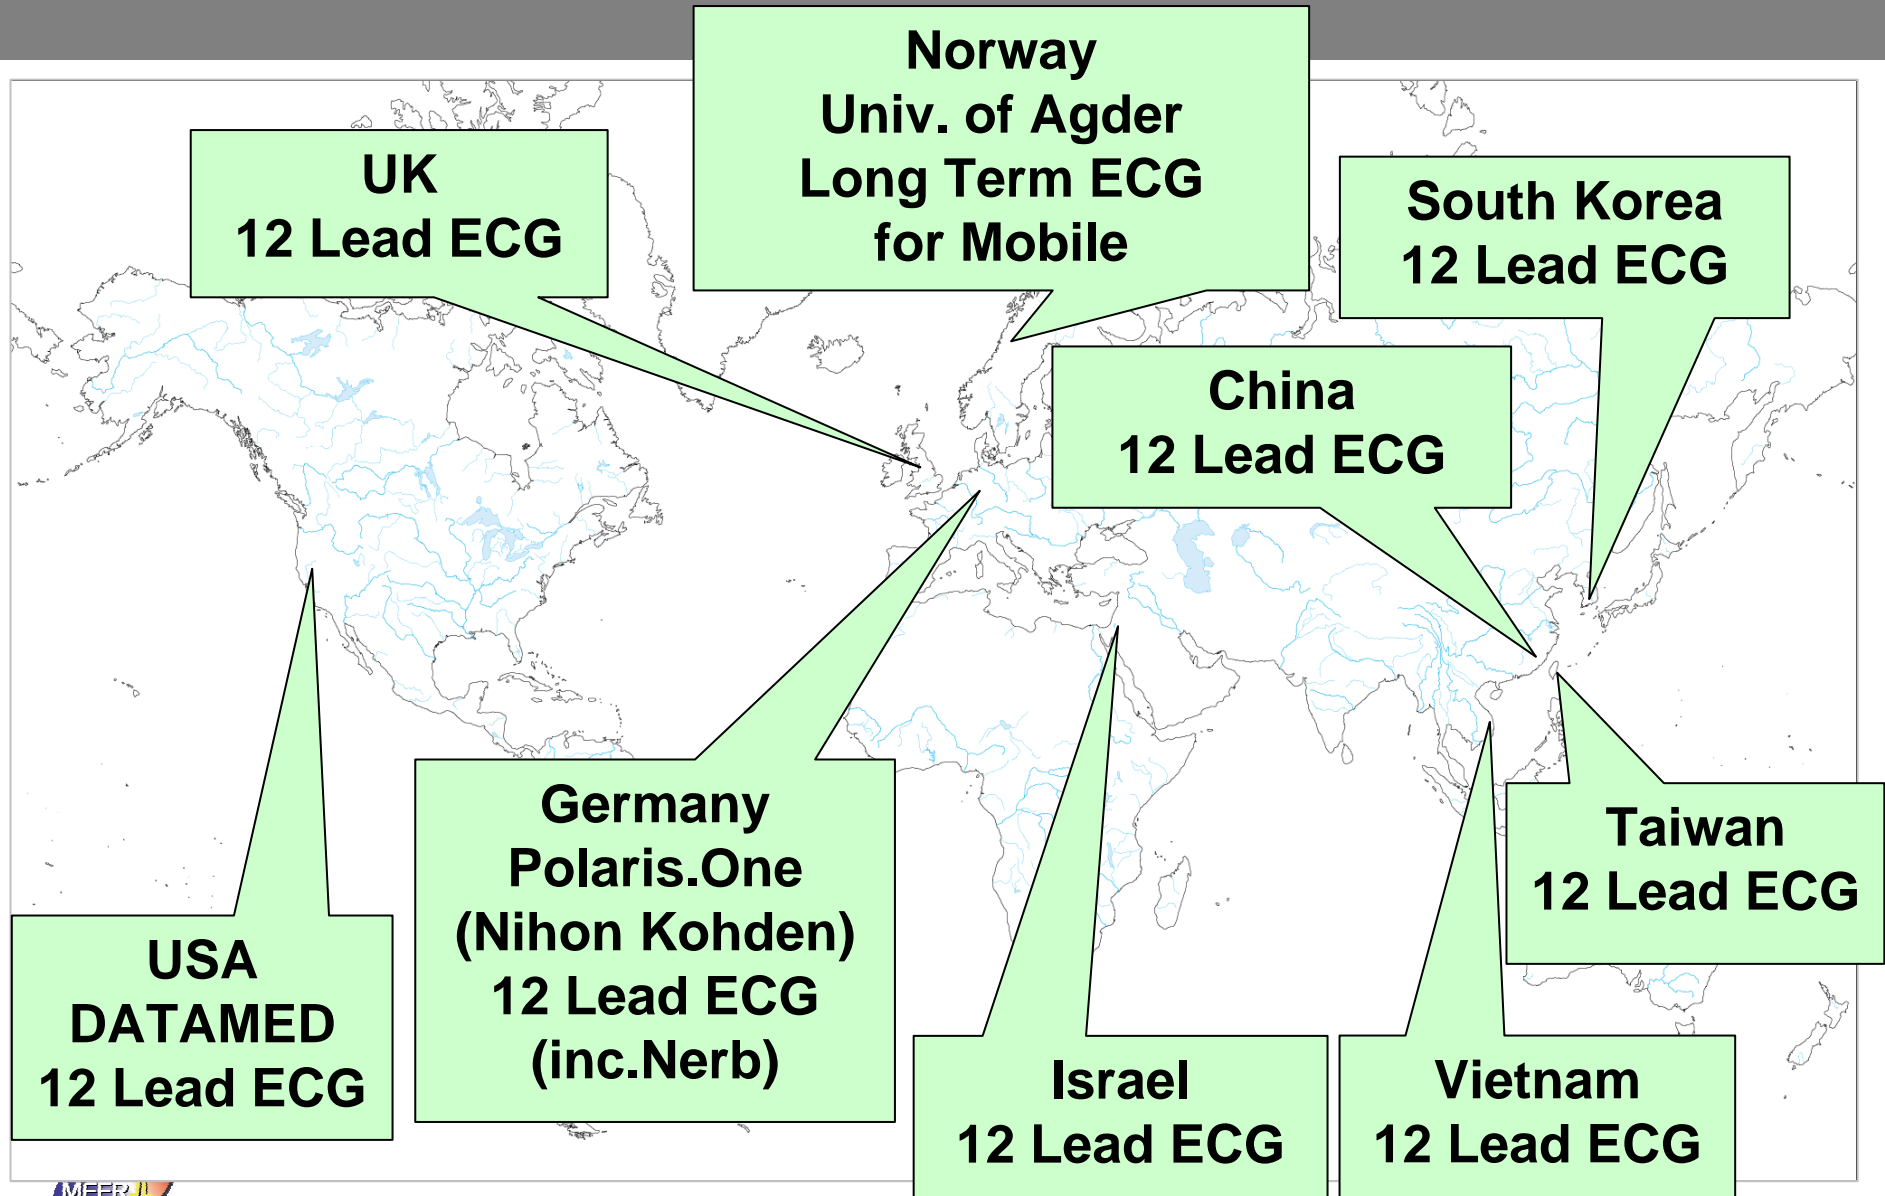 Norway
Univ. of Agder
Long Term ECG
for Mobile
UK
12 Lead ECG
South Korea
12 Lead ECG
China
12 Lead ECG
Germany
Polaris.One
(Nihon Kohden)
12 Lead ECG
(inc.Nerb)
Taiwan
12 Lead ECG
USA
DATAMED
12 Lead ECG
Israel
12 Lead ECG
Vietnam
12 Lead ECG